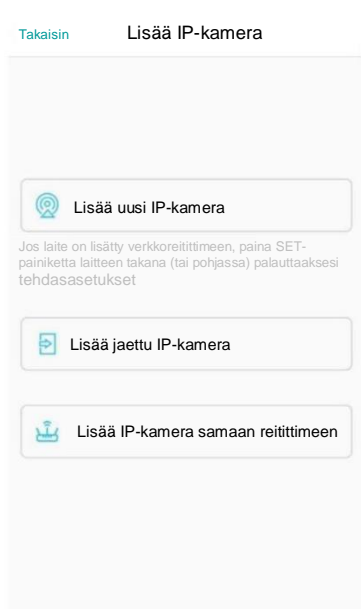 Takaisin Lisää IP-kamera
Lisää uusi IP-kamera
Jos laite on lisätty verkkoreitittimeen, paina SET-
painiketta laitteen takana (tai pohjassa) palauttaaksesi
tehdasasetukset
Lisää jaettu IP-kamera
Lisää IP-kamera samaan reitittimeen